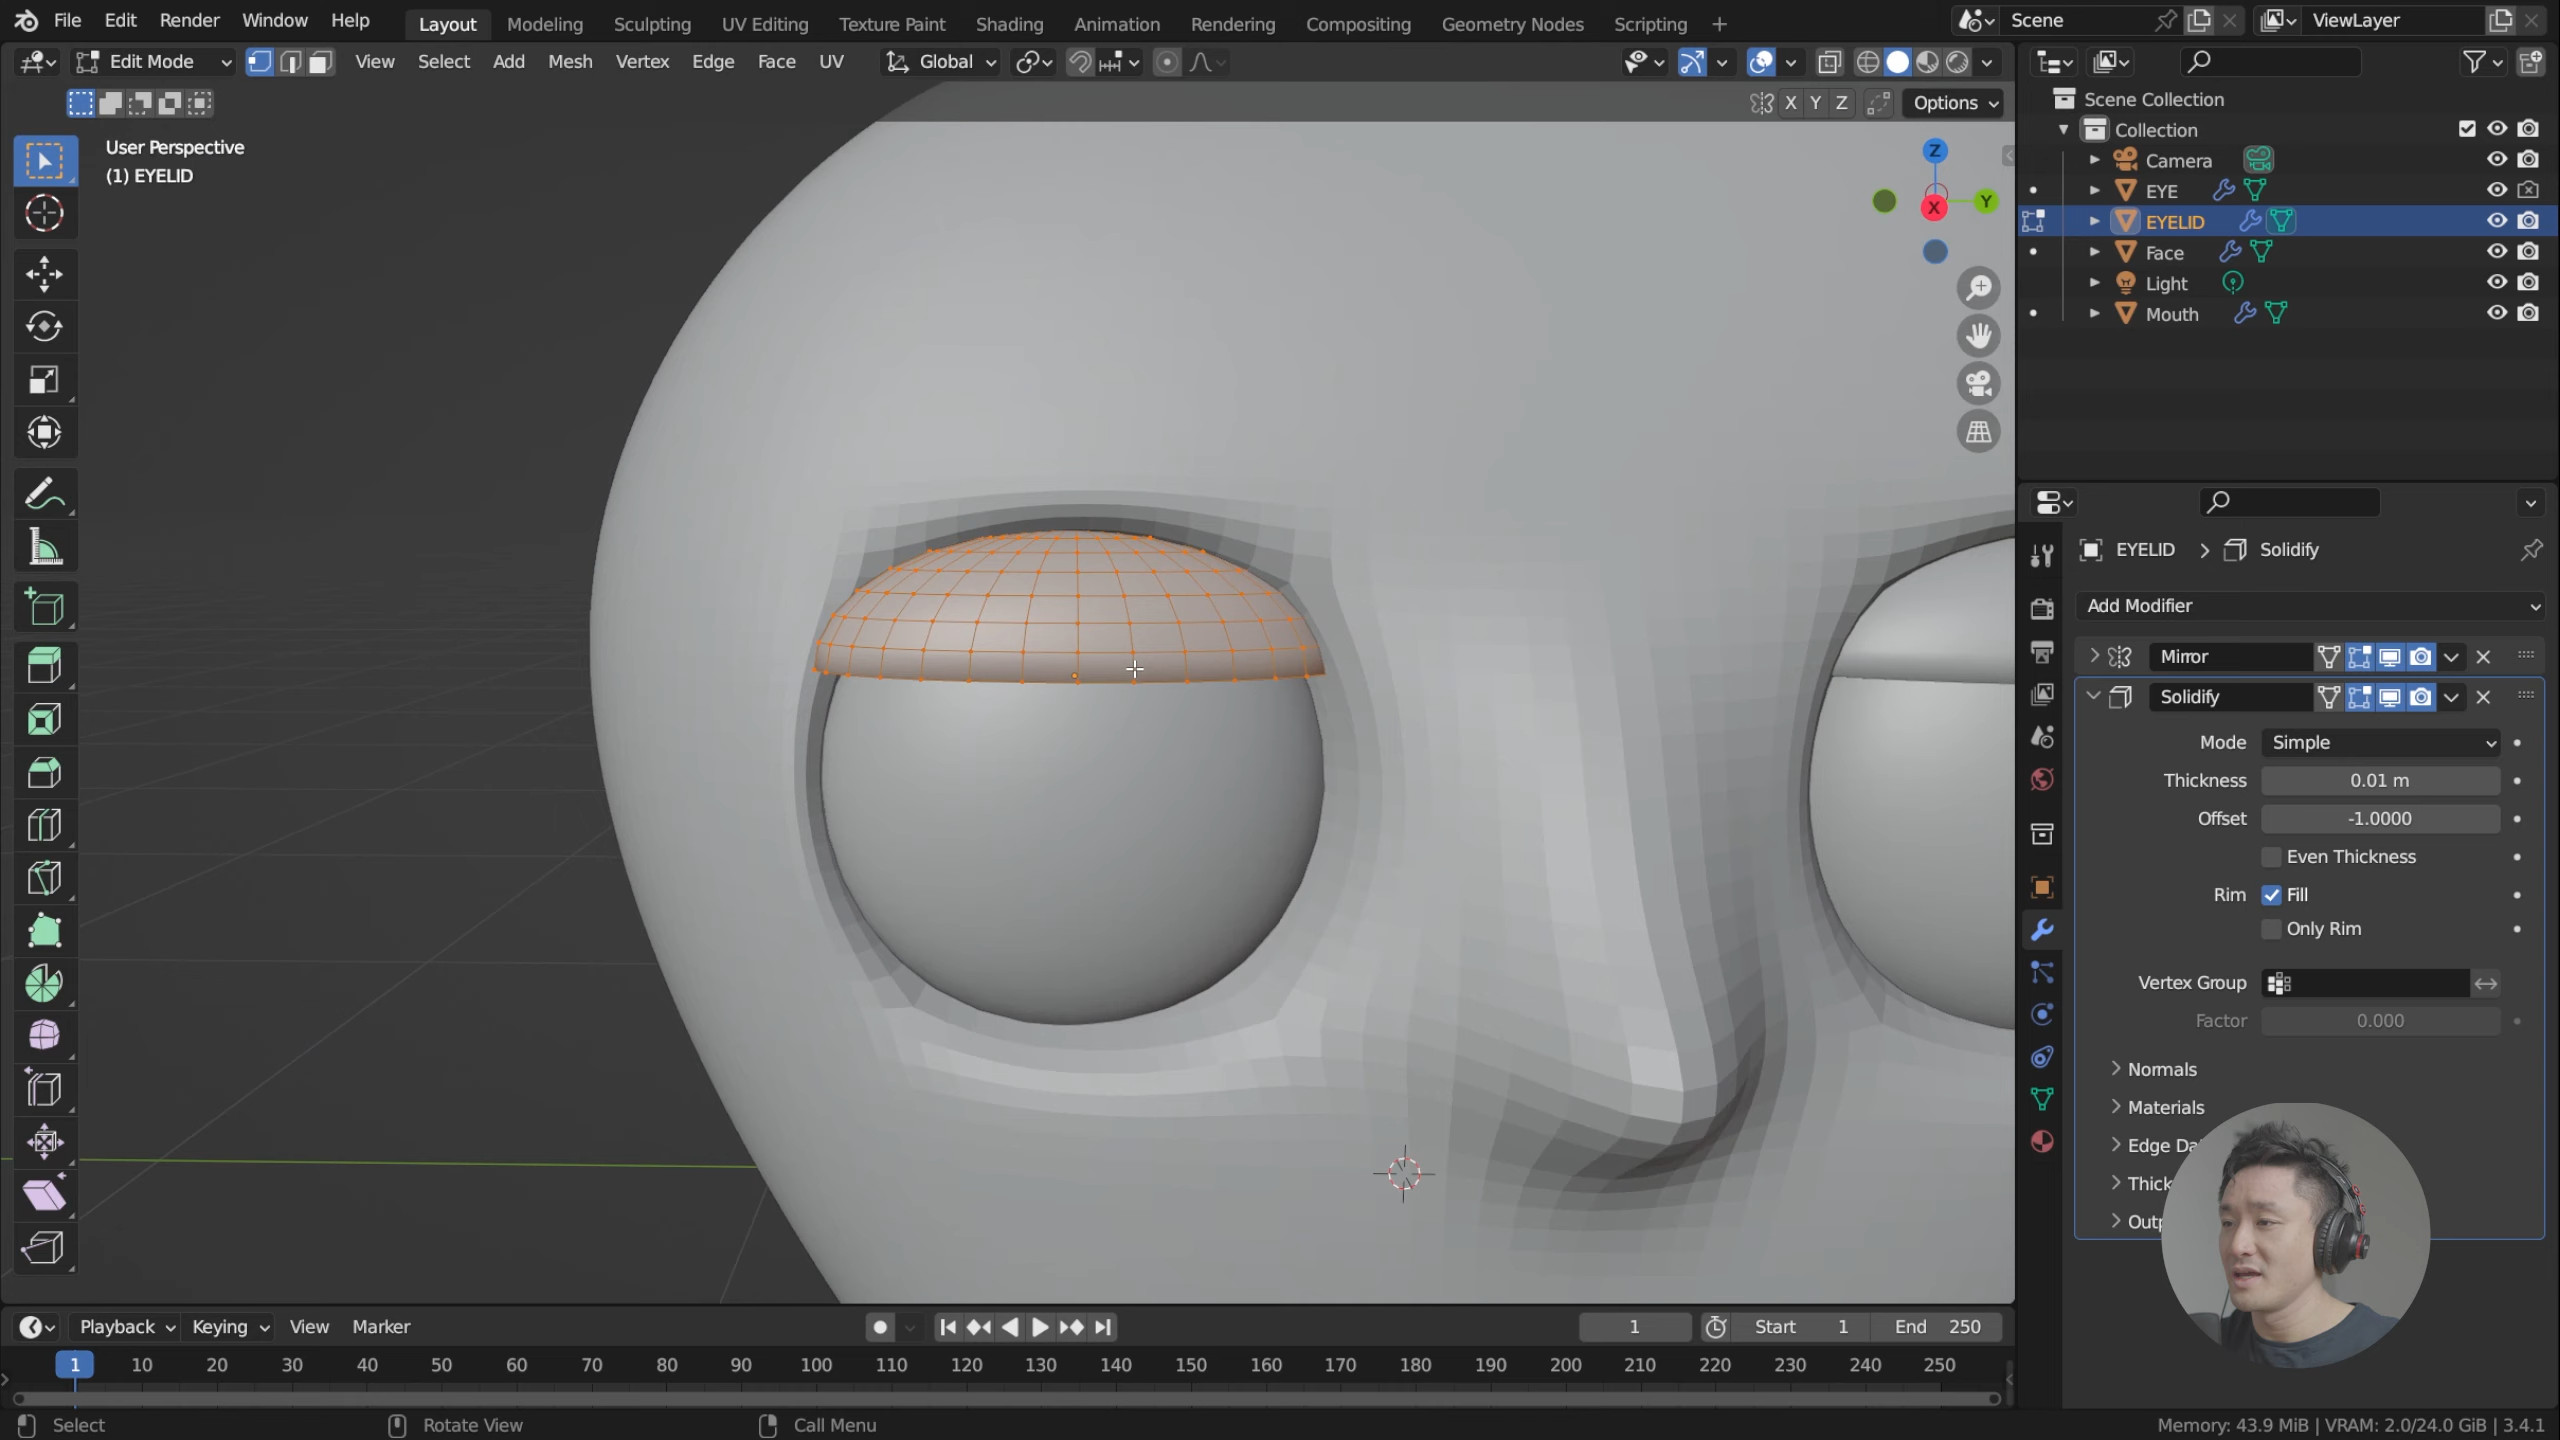 File Edit Render Window Help Layout Modeling Sculpting UV Editing Texture Paint Shading Animation Rendering Compositing Geometry Nodes Scripting + Scene ViewLayer
Edit Mode View Select Add Mesh Vertex Edge Face UV Global
X Y Z Options
User Perspective
(1) EYELID
Z
Y
X
Scene Collection
Collection
Camera
EYE
EYELID
Face
Light
Mouth
EYELID > Solidify
Add Modifier
Mirror
Solidify
Mode Simple
Thickness 0.01 m
Offset -1.0000
Even Thickness
Rim Fill
Only Rim
Vertex Group
Factor 0.000
Normals
Materials
Edge Da
Thick
Outp
Playback Keying View Marker 1 Start 1 End 250
1 10 20 30 40 50 60 70 80 90 100 110 120 130 140 150 160 170 180 190 200 210 220 230 240 250
Select Rotate View Call Menu Memory: 43.9 MiB | VRAM: 2.0/24.0 GiB | 3.4.1